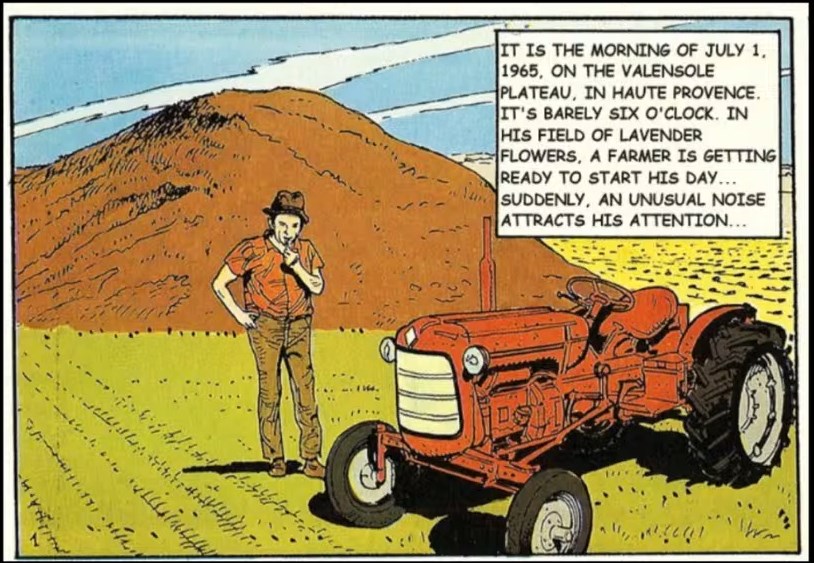 IT IS THE MORNING OF JULY 1,
1965, ON THE VALENSOLE
PLATEAU, IN HAUTE PROVENCE.
IT'S BARELY SIX O'CLOCK. IN
HIS FIELD OF LAVENDER
FLOWERS, A FARMER IS GETTING
READY TO START HIS DAY...
SUDDENLY, AN UNUSUAL NOISE
ATTRACTS HIS ATTENTION...
1